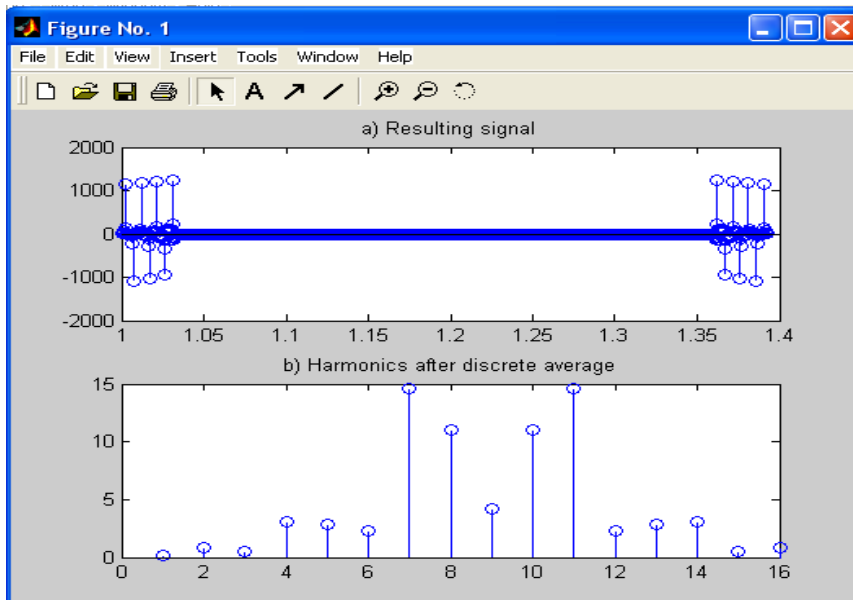 Figure No. 1
File Edit View Insert Tools Window Help
A
a) Resulting signal
2000
1000
0
-1000
-2000
1 1.05 1.1 1.15 1.2 1.25 1.3 1.35 1.4
b) Harmonics after discrete average
15
10
5
0
0 2 4 6 8 10 12 14 16